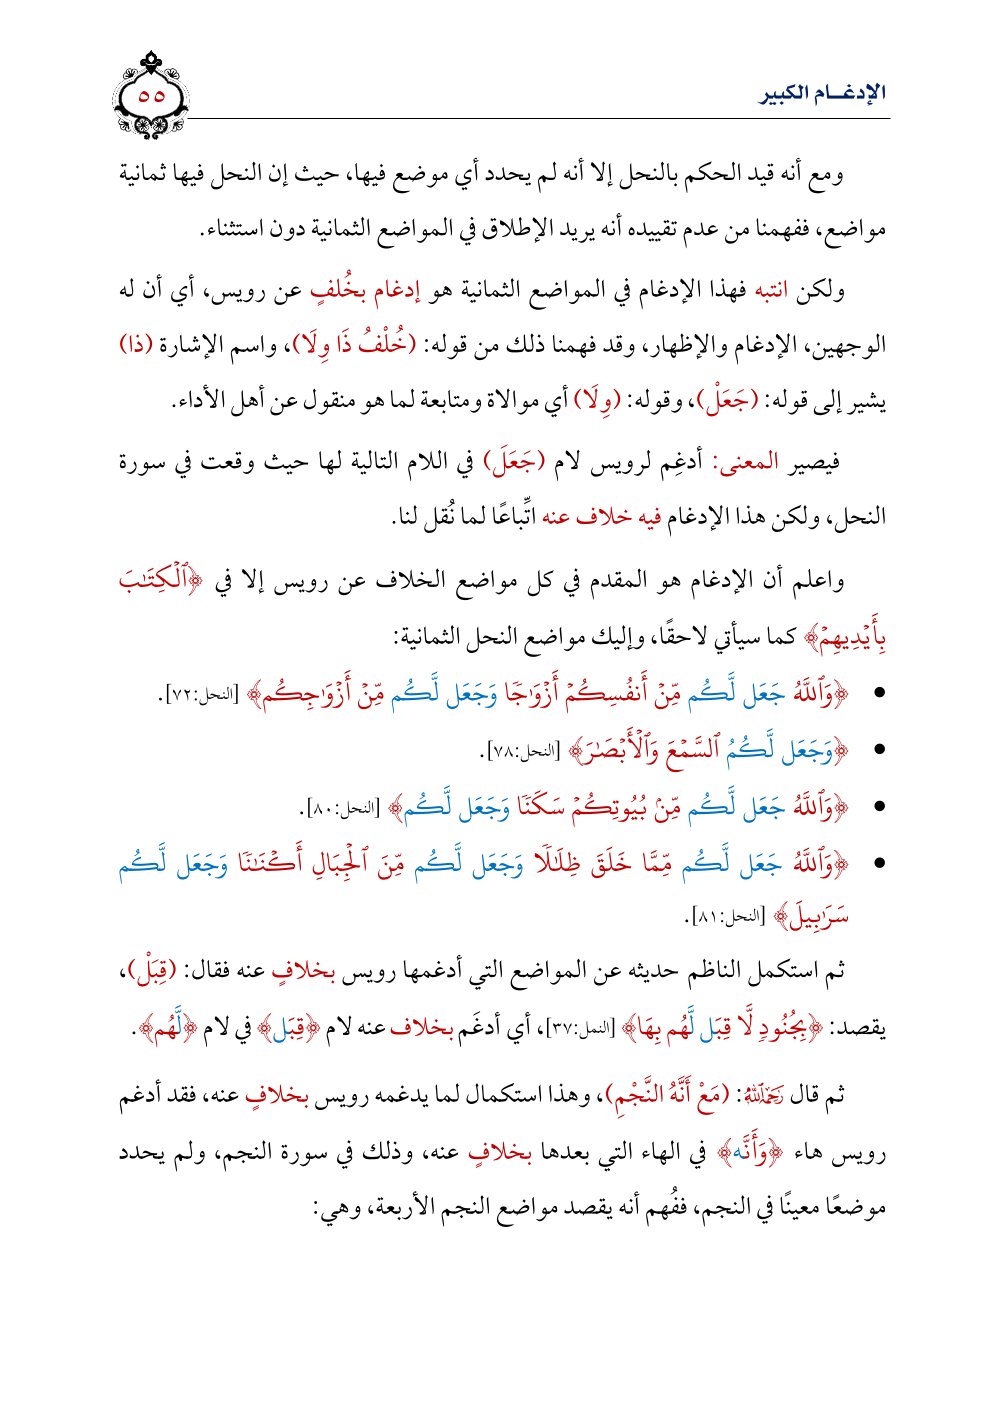 الإدغـــام الكبير
٥٥
ومع أنه قيد الحكم بالنحل إلا أنه لم يحدد أي موضع فيها، حيث إن النحل فيها ثمانية
مواضع، ففهمنا من عدم تقييده أنه يريد الإطلاق في المواضع الثمانية دون استثناء.
ولكن انتبه فهذا الإدغام في المواضع الثمانية هو إدغام بخُلفٍ عن رويس، أي أن له
الوجهين، الإدغام والإظهار، وقد فهمنا ذلك من قوله: (خُلْفُ ذَا وِلَا)، واسم الإشارة (ذا)
يشير إلى قوله: (جَعَلْ)، وقوله: (وِلَا) أي موالاة ومتابعة لما هو منقول عن أهل الأداء.
فيصير المعنى: أدغِم لرويس لام (جَعَلَ) في اللام التالية لها حيث وقعت في سورة
النحل، ولكن هذا الإدغام فيه خلاف عنه اتِّباعًا لما نُقل لنا.
واعلم أن الإدغام هو المقدم في كل مواضع الخلاف عن رويس إلا في ﴿ٱلۡكِتَٰبَ
بِأَيۡدِيهِمۡ﴾ كما سيأتي لاحقًا، وإليك مواضع النحل الثمانية:
• ﴿وَٱللَّهُ جَعَل لَّكُم مِّنۡ أَنفُسِكُمۡ أَزۡوَٰجٗا وَجَعَل لَّكُم مِّنۡ أَزۡوَٰجِكُم﴾ [النحل:٧٢].
• ﴿وَجَعَل لَّكُمُ ٱلسَّمۡعَ وَٱلۡأَبۡصَٰرَ﴾ [النحل:٧٨].
• ﴿وَٱللَّهُ جَعَل لَّكُم مِّنۢ بُيُوتِكُمۡ سَكَنٗا وَجَعَل لَّكُم﴾ [النحل:٨٠].
• ﴿وَٱللَّهُ جَعَل لَّكُم مِّمَّا خَلَقَ ظِلَٰلٗا وَجَعَل لَّكُم مِّنَ ٱلۡجِبَالِ أَكۡنَٰنٗا وَجَعَل لَّكُم
سَرَٰبِيلَ﴾ [النحل:٨١].
ثم استكمل الناظم حديثه عن المواضع التي أدغمها رويس بخلافٍ عنه فقال: (قِبَلْ)،
يقصد: ﴿بِجُنُودٖ لَّا قِبَل لَّهُم بِهَا﴾ [النمل:٣٧]، أي أدغَم بخلاف عنه لام ﴿قِبَل﴾ في لام ﴿لَّهُم﴾.
ثم قال رَحِمَهُ ٱللَّهُ: (مَعْ أَنَّهُ النَّجْمِ)، وهذا استكمال لما يدغمه رويس بخلافٍ عنه، فقد أدغم
رويس هاء ﴿وَأَنَّه﴾ في الهاء التي بعدها بخلافٍ عنه، وذلك في سورة النجم، ولم يحدد
موضعًا معينًا في النجم، ففُهم أنه يقصد مواضع النجم الأربعة، وهي: